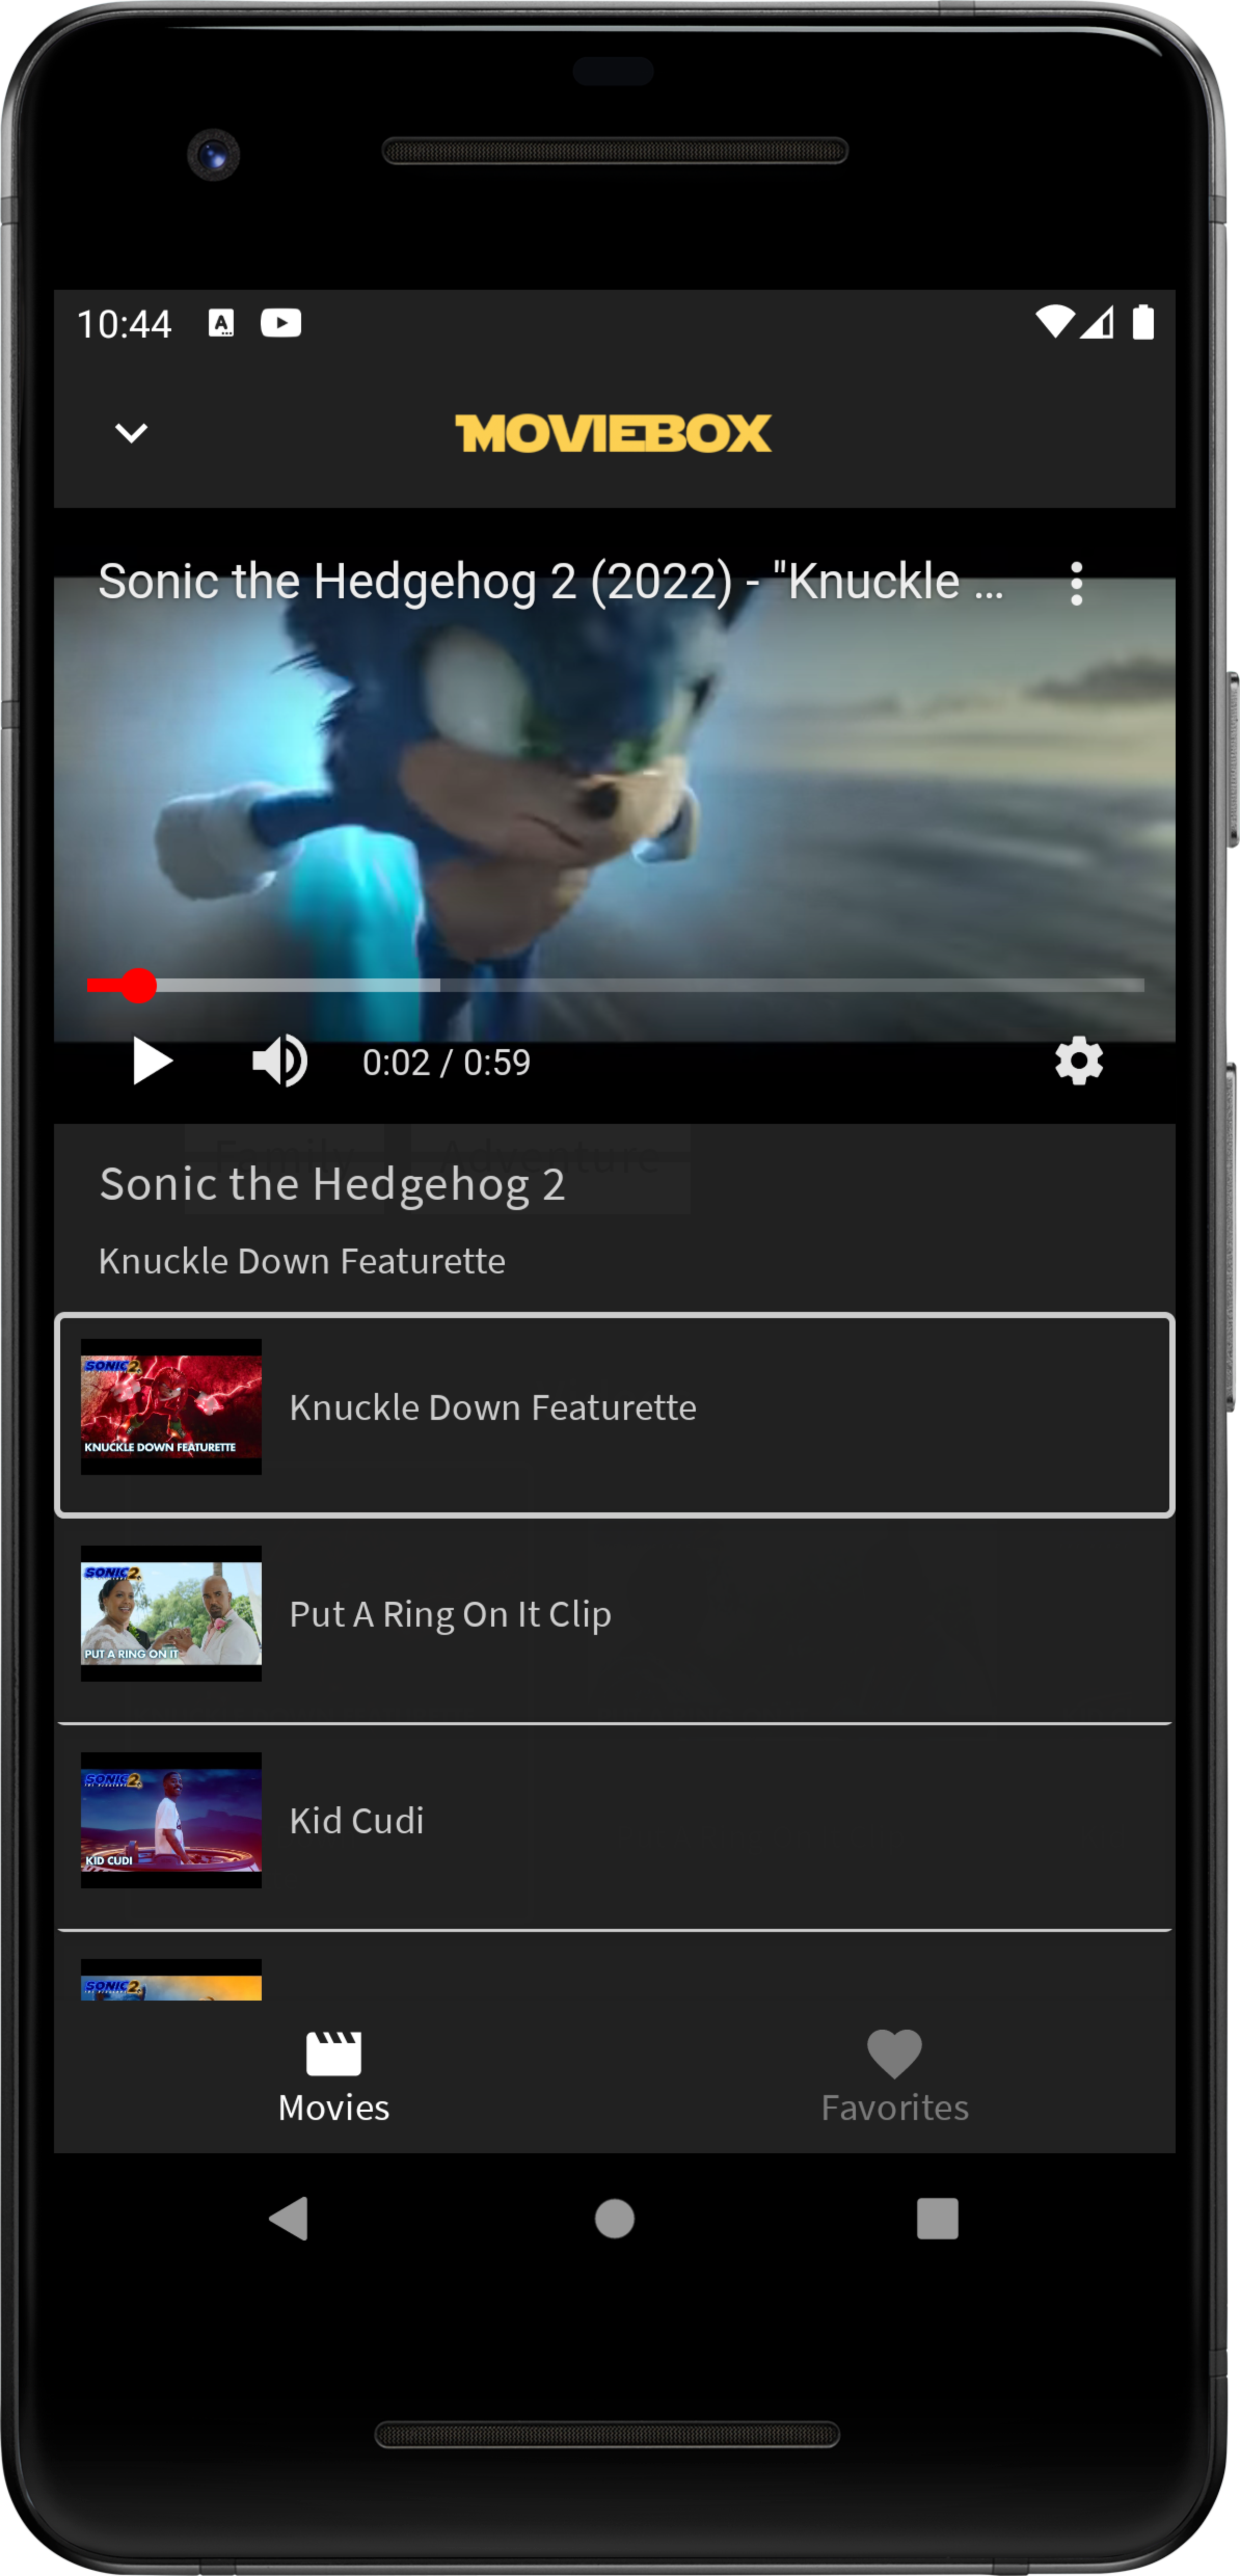 10:44
MOVIEBOX
Sonic the Hedgehog 2 (2022) - "Knuckle ...
0:02 / 0:59
Family Adventure
Sonic the Hedgehog 2
Knuckle Down Featurette
SONIC 2
KNUCKLE DOWN FEATURETTE
Knuckle Down Featurette
SONIC 2
PUT A RING ON IT
Put A Ring On It Clip
SONIC 2
KID CUDI
Kid Cudi
SONIC 2
Movies
Favorites